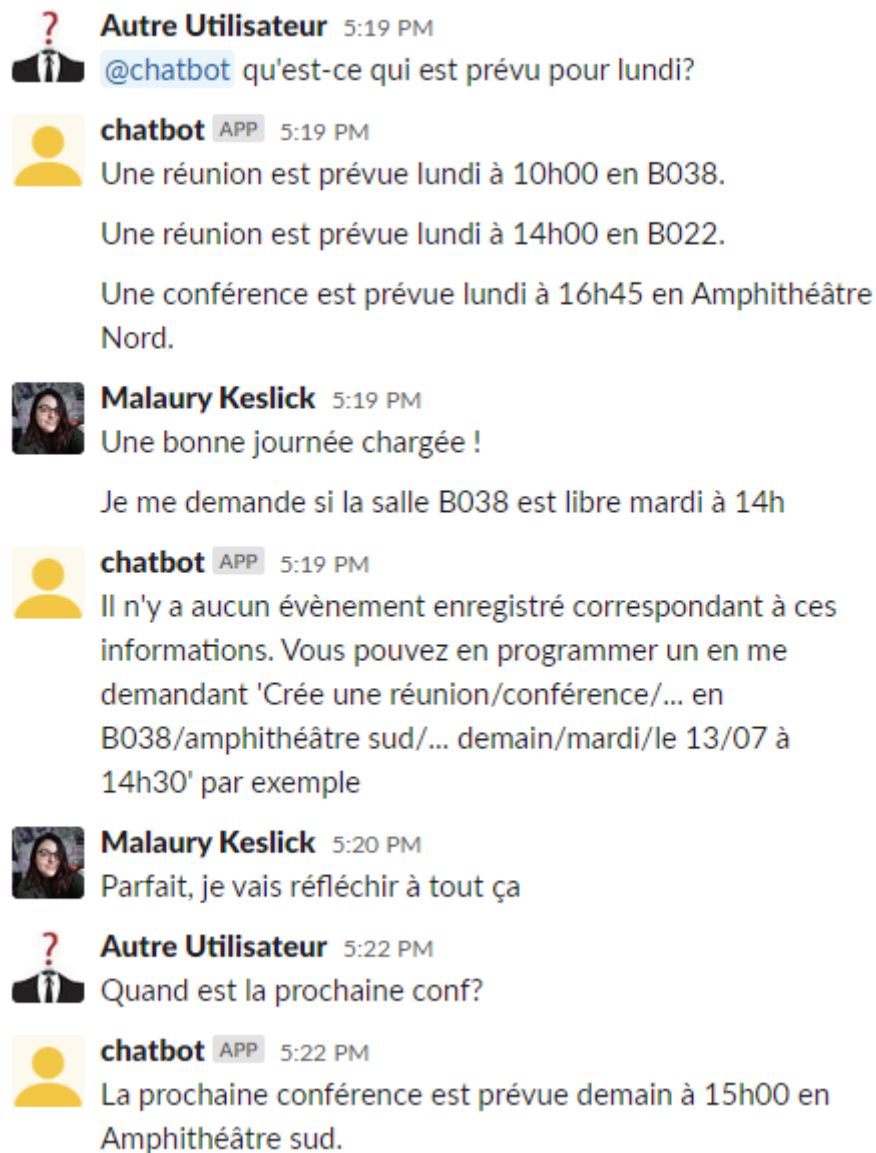 Autre Utilisateur 5:19 PM
@chatbot qu'est-ce qui est prévu pour lundi?
chatbot APP 5:19 PM
Une réunion est prévue lundi à 10h00 en B038.
Une réunion est prévue lundi à 14h00 en B022.
Une conférence est prévue lundi à 16h45 en Amphithéâtre
Nord.
Malaury Keslick 5:19 PM
Une bonne journée chargée !
Je me demande si la salle B038 est libre mardi à 14h
chatbot APP 5:19 PM
Il n'y a aucun évènement enregistré correspondant à ces
informations. Vous pouvez en programmer un en me
demandant 'Crée une réunion/conférence/... en
B038/amphithéâtre sud/... demain/mardi/le 13/07 à
14h30' par exemple
Malaury Keslick 5:20 PM
Parfait, je vais réfléchir à tout ça
Autre Utilisateur 5:22 PM
Quand est la prochaine conf?
chatbot APP 5:22 PM
La prochaine conférence est prévue demain à 15h00 en
Amphithéâtre sud.